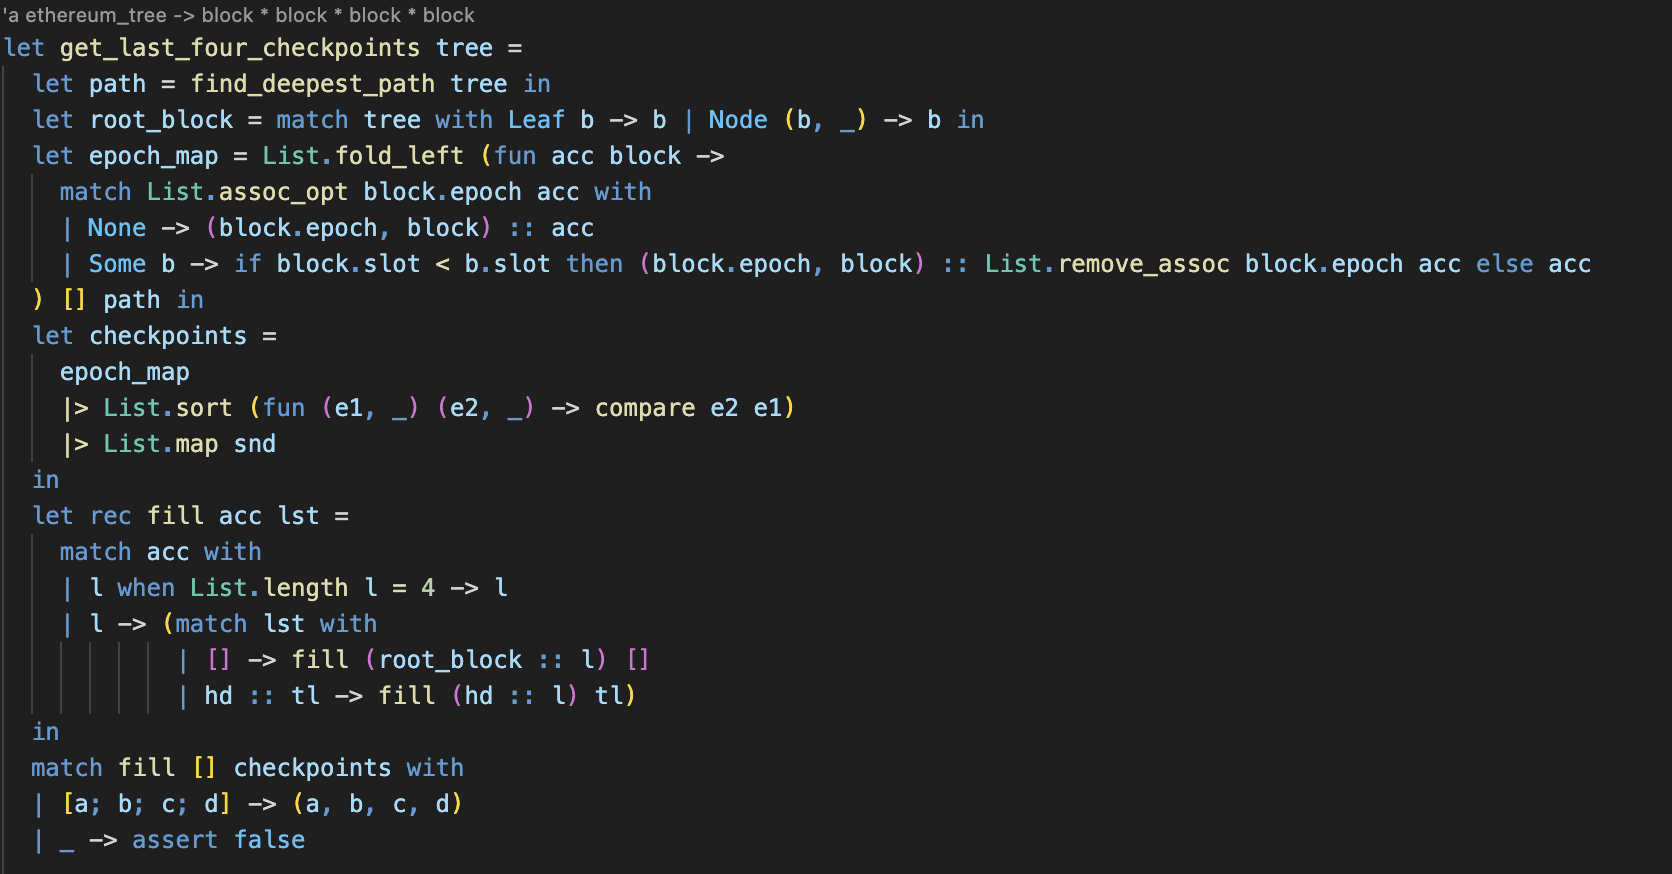 'a ethereum_tree -> block * block * block * block
let get_last_four_checkpoints tree =
  let path = find_deepest_path tree in
  let root_block = match tree with Leaf b -> b | Node (b, _) -> b in
  let epoch_map = List.fold_left (fun acc block ->
    match List.assoc_opt block.epoch acc with
    | None -> (block.epoch, block) :: acc
    | Some b -> if block.slot < b.slot then (block.epoch, block) :: List.remove_assoc block.epoch acc else acc
  ) [] path in
  let checkpoints =
    epoch_map
    |> List.sort (fun (e1, _) (e2, _) -> compare e2 e1)
    |> List.map snd
  in
  let rec fill acc lst =
    match acc with
    | l when List.length l = 4 -> l
    | l -> (match lst with
            | [] -> fill (root_block :: l) []
            | hd :: tl -> fill (hd :: l) tl)
  in
  match fill [] checkpoints with
  | [a; b; c; d] -> (a, b, c, d)
  | _ -> assert false